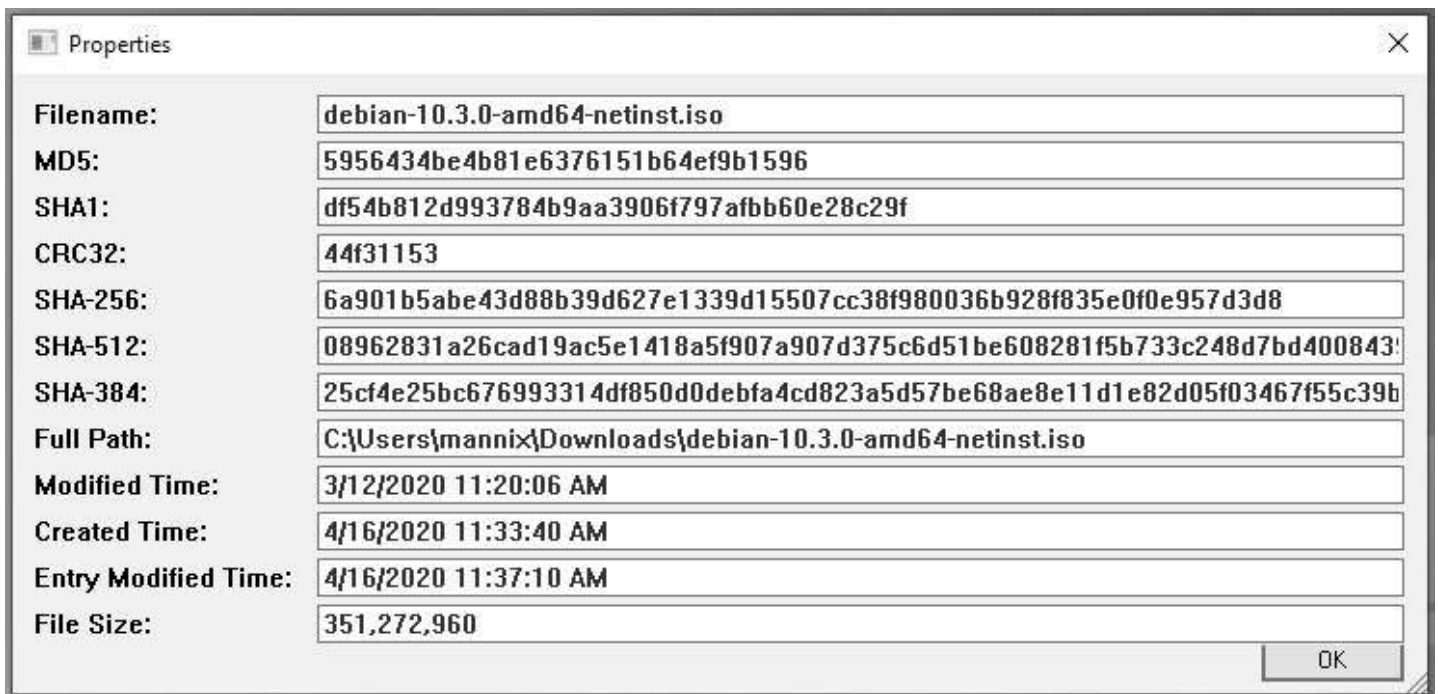 Properties
Filename: debian-10.3.0-amd64-netinst.iso
MD5: 5956434be4b81e6376151b64ef9b1596
SHA1: df54b812d993784b9aa3906f797afbb60e28c29f
CRC32: 44f31153
SHA-256: 6a901b5abe43d88b39d627e1339d15507cc38f980036b928f835e0f0e957d3d8
SHA-512: 08962831a26cad19ac5e1418a5f907a907d375c6d51be608281f5b733c248d7bd4008439
SHA-384: 25cf4e25bc676993314df850d0debfa4cd823a5d57be68ae8e11d1e82d05f03467f55c39b
Full Path: C:\Users\mannix\Downloads\debian-10.3.0-amd64-netinst.iso
Modified Time: 3/12/2020 11:20:06 AM
Created Time: 4/16/2020 11:33:40 AM
Entry Modified Time: 4/16/2020 11:37:10 AM
File Size: 351,272,960
OK